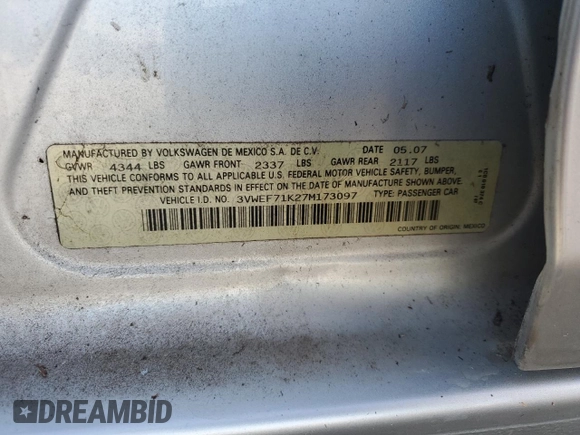 MANUFACTURED BY VOLKSWAGEN DE MEXICO S.A. DE C.V. DATE 05.07
GVWR 4344 LBS GAWR FRONT 2337 LBS GAWR REAR 2117 LBS
THIS VEHICLE CONFORMS TO ALL APPLICABLE U.S. FEDERAL MOTOR VEHICLE SAFETY, BUMPER,
AND THEFT PREVENTION STANDARDS IN EFFECT ON THE DATE OF MANUFACTURE SHOWN ABOVE.
VEHICLE I.D. NO. 3VWEF71K27M173097 TYPE: PASSENGER CAR
COUNTRY OF ORIGIN: MEXICO
DREAMBID